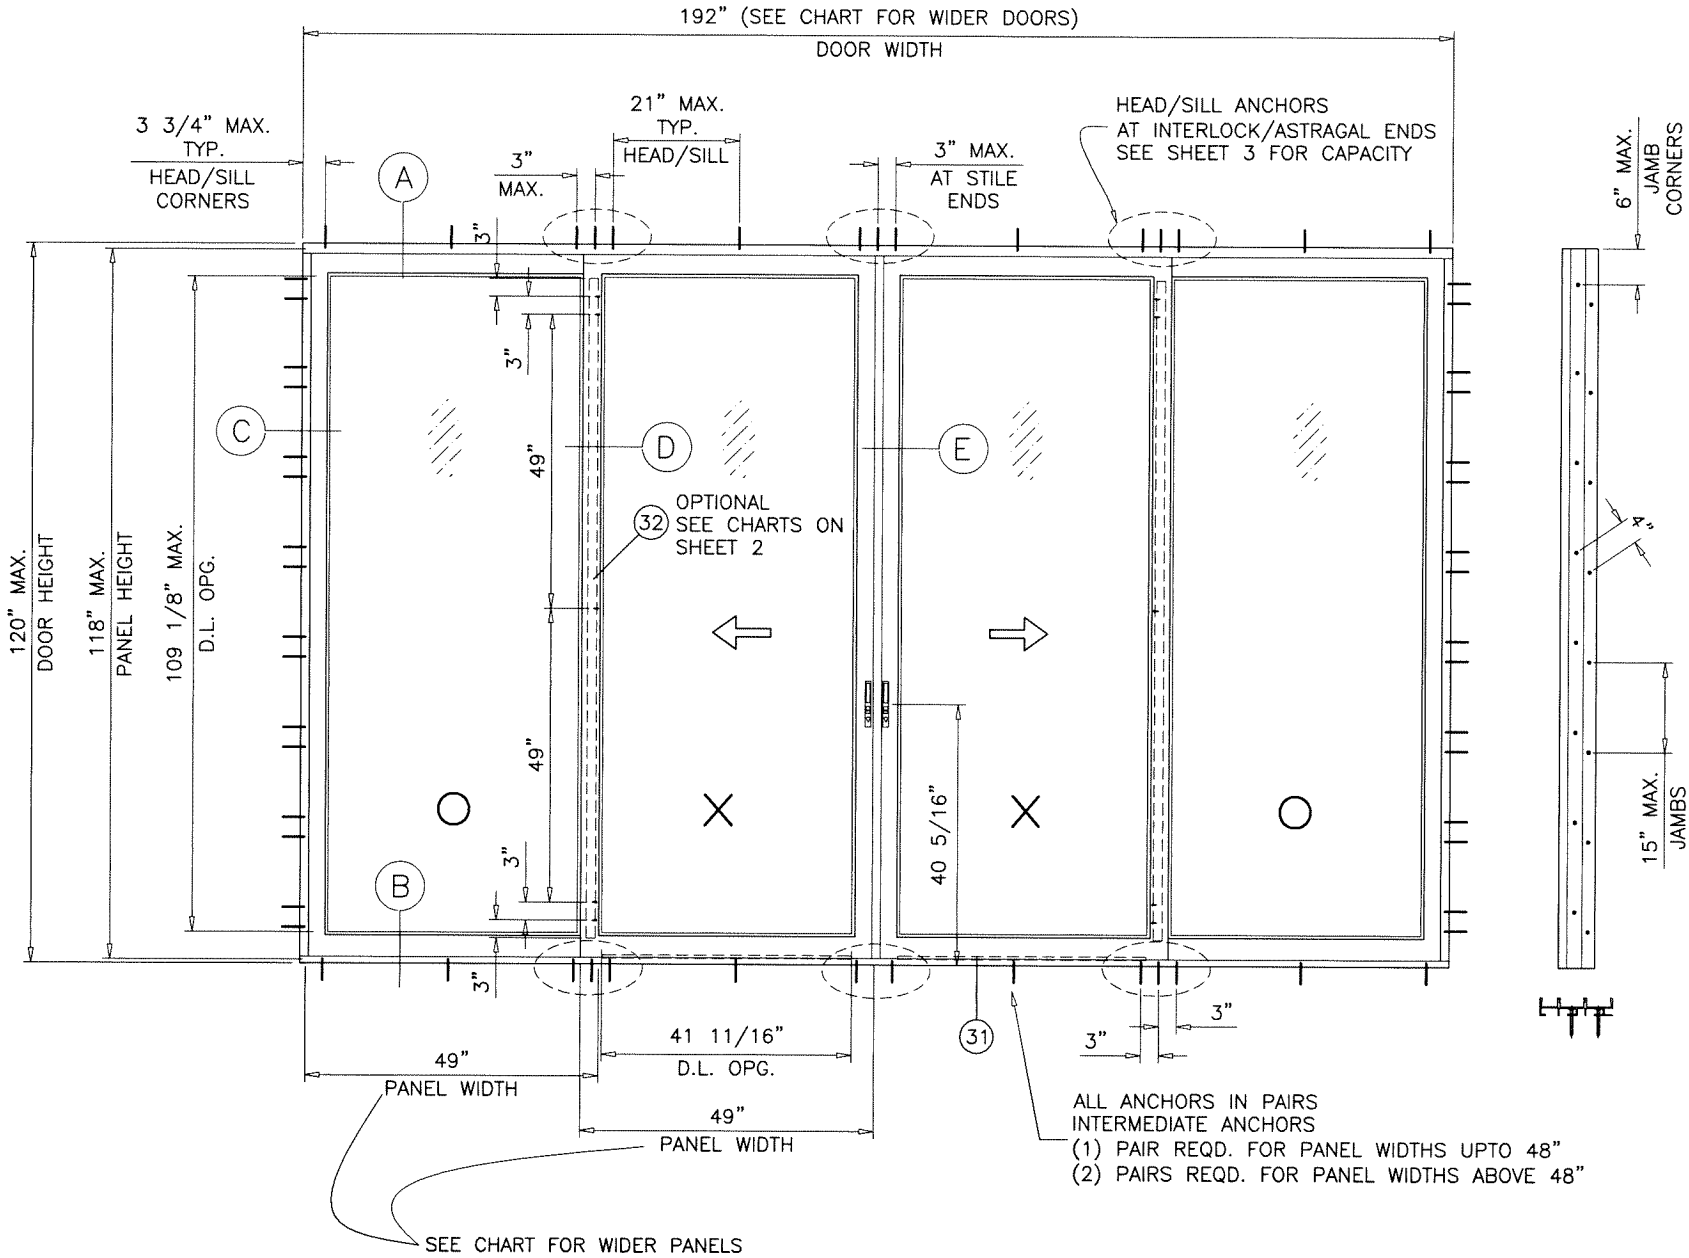 192" (SEE CHART FOR WIDER DOORS)
DOOR WIDTH
3 3/4" MAX.
TYP.
HEAD/SILL
CORNERS
A
3"
MAX.
21" MAX.
TYP.
HEAD/SILL
3" MAX.
AT STILE
ENDS
HEAD/SILL ANCHORS
AT INTERLOCK/ASTRAGAL ENDS
SEE SHEET 3 FOR CAPACITY
6" MAX.
JAMB
CORNERS
3"
3"
C
D
E
49"
32
OPTIONAL
SEE CHARTS ON
SHEET 2
4"
120" MAX.
DOOR HEIGHT
118" MAX.
PANEL HEIGHT
109 1/8" MAX.
D.L. OPG.
49"
40 5/16"
15" MAX.
JAMBS
O
X
X
O
B
3"
3"
31
3"
3"
41 11/16"
D.L. OPG.
49"
PANEL WIDTH
49"
PANEL WIDTH
ALL ANCHORS IN PAIRS
INTERMEDIATE ANCHORS
(1) PAIR REQD. FOR PANEL WIDTHS UPTO 48"
(2) PAIRS REQD. FOR PANEL WIDTHS ABOVE 48"
SEE CHART FOR WIDER PANELS